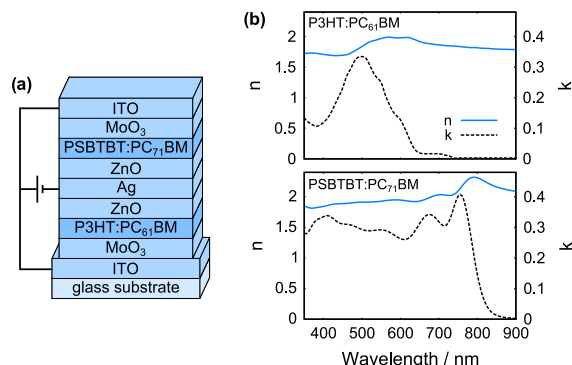 (a)
ITO
MoO₃
PSBTBT:PC₇₁BM
ZnO
Ag
ZnO
P3HT:PC₆₁BM
MoO₃
ITO
glass substrate
(b)
P3HT:PC₆₁BM
2
1.5
1
0.5
0
n
0.4
0.3
0.2
0.1
0
k
n
k
PSBTBT:PC₇₁BM
2
1.5
1
0.5
0
n
0.4
0.3
0.2
0.1
0
k
400 500 600 700 800 900
Wavelength / nm